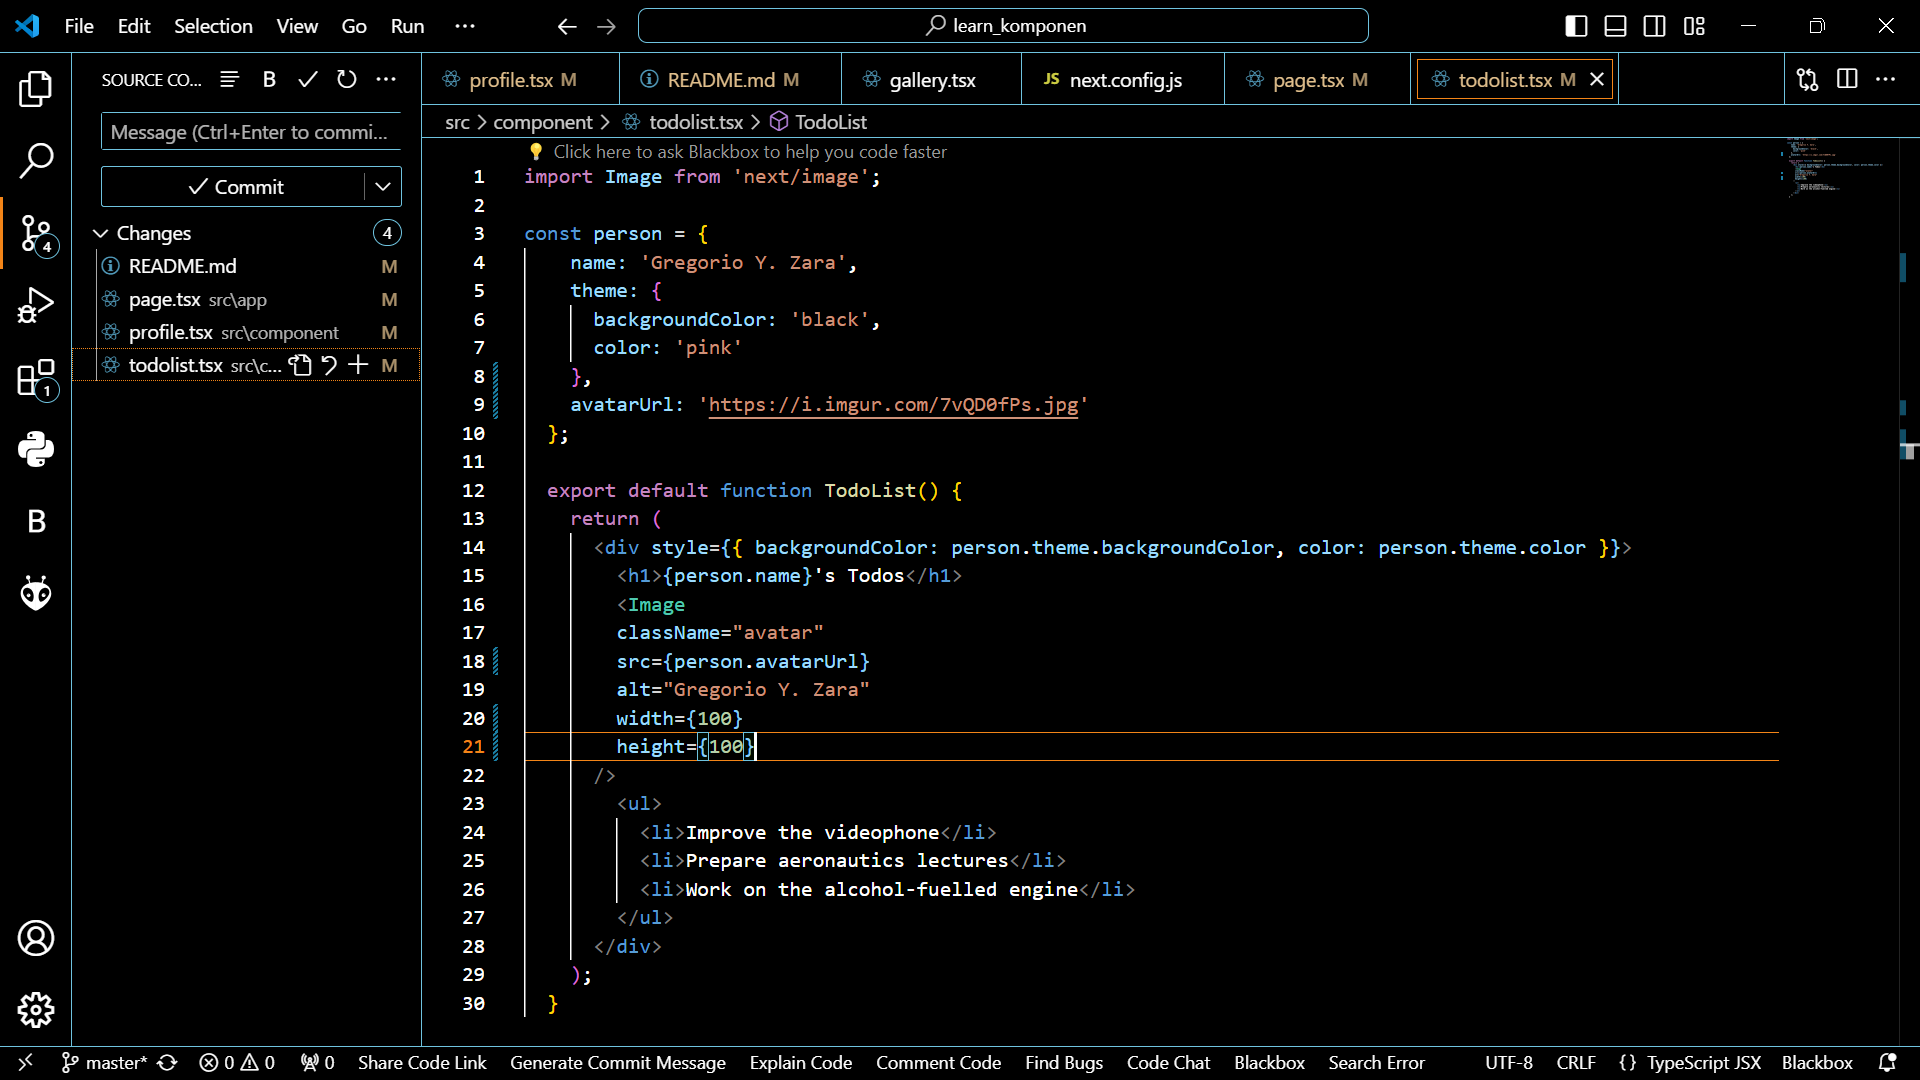 File Edit Selection View Go Run ···
learn_komponen
SOURCE CO... B
Message (Ctrl+Enter to commi...
Commit
Changes 4
README.md M
page.tsx src\app M
profile.tsx src\component M
todolist.tsx src\c... M
4
1
B
profile.tsx M
README.md M
gallery.tsx
JS next.config.js
page.tsx M
todolist.tsx M
src > component > todolist.tsx > TodoList
Click here to ask Blackbox to help you code faster
1 import Image from 'next/image';
2
3 const person = {
4 name: 'Gregorio Y. Zara',
5 theme: {
6 backgroundColor: 'black',
7 color: 'pink'
8 },
9 avatarUrl: 'https://i.imgur.com/7vQD0fPs.jpg'
10 };
11
12 export default function TodoList() {
13 return (
14 <div style={{ backgroundColor: person.theme.backgroundColor, color: person.theme.color }}>
15 <h1>{person.name}'s Todos</h1>
16 <Image
17 className="avatar"
18 src={person.avatarUrl}
19 alt="Gregorio Y. Zara"
20 width={100}
21 height={100}
22 />
23 <ul>
24 <li>Improve the videophone</li>
25 <li>Prepare aeronautics lectures</li>
26 <li>Work on the alcohol-fuelled engine</li>
27 </ul>
28 </div>
29 );
30 }
master* 0 0 0 Share Code Link Generate Commit Message Explain Code Comment Code Find Bugs Code Chat Blackbox Search Error UTF-8 CRLF {} TypeScript JSX Blackbox